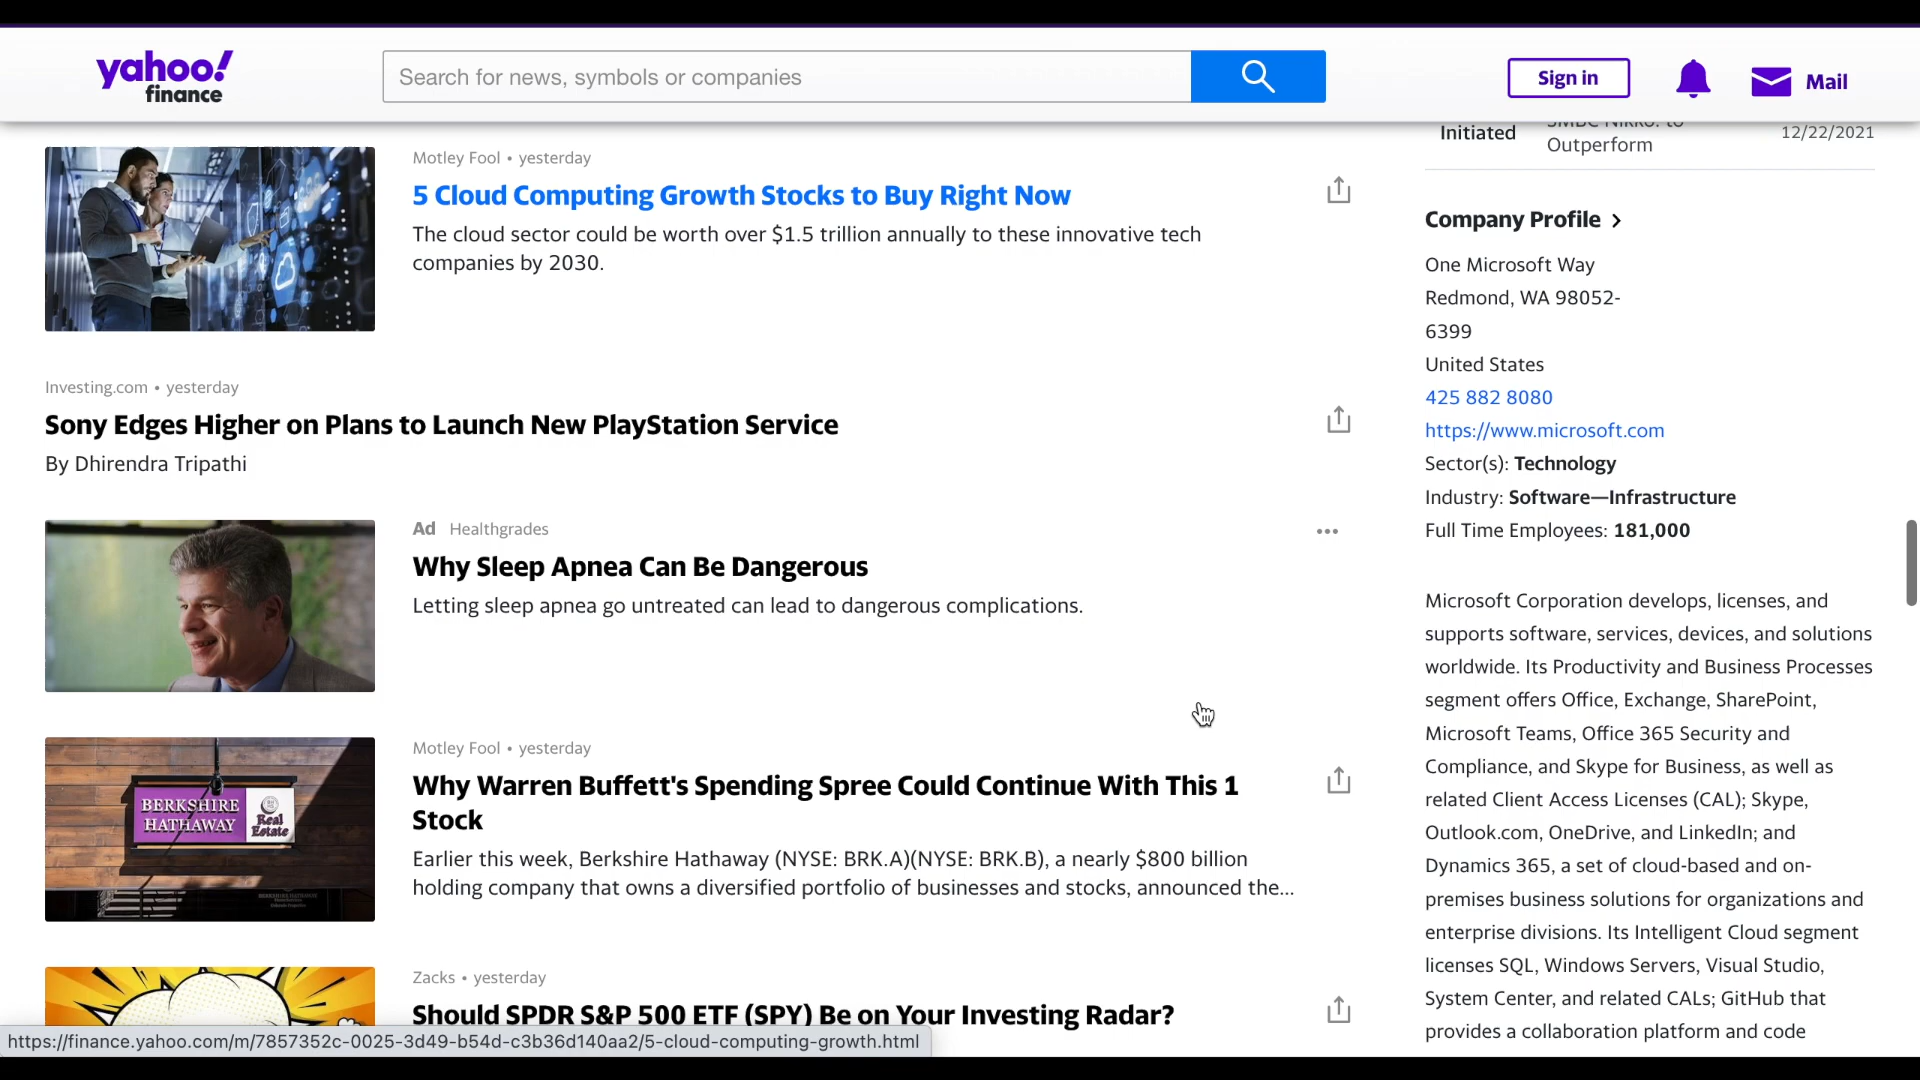 yahoo!
finance
Search for news, symbols or companies
Sign in
Mail
Motley Fool • yesterday
5 Cloud Computing Growth Stocks to Buy Right Now
The cloud sector could be worth over $1.5 trillion annually to these innovative tech
companies by 2030.
Investing.com • yesterday
Sony Edges Higher on Plans to Launch New PlayStation Service
By Dhirendra Tripathi
Ad Healthgrades
Why Sleep Apnea Can Be Dangerous
Letting sleep apnea go untreated can lead to dangerous complications.
BERKSHIRE
HATHAWAY
Real
Estate
Motley Fool • yesterday
Why Warren Buffett's Spending Spree Could Continue With This 1
Stock
Earlier this week, Berkshire Hathaway (NYSE: BRK.A)(NYSE: BRK.B), a nearly $800 billion
holding company that owns a diversified portfolio of businesses and stocks, announced the...
Zacks • yesterday
Should SPDR S&P 500 ETF (SPY) Be on Your Investing Radar?
https://finance.yahoo.com/m/7857352c-0025-3d49-b54d-c3b36d140aa2/5-cloud-computing-growth.html
Initiated SMBC Nikko: to
Outperform 12/22/2021
Company Profile
One Microsoft Way
Redmond, WA 98052-
6399
United States
425 882 8080
https://www.microsoft.com
Sector(s): Technology
Industry: Software—Infrastructure
Full Time Employees: 181,000
Microsoft Corporation develops, licenses, and
supports software, services, devices, and solutions
worldwide. Its Productivity and Business Processes
segment offers Office, Exchange, SharePoint,
Microsoft Teams, Office 365 Security and
Compliance, and Skype for Business, as well as
related Client Access Licenses (CAL); Skype,
Outlook.com, OneDrive, and LinkedIn; and
Dynamics 365, a set of cloud-based and on-
premises business solutions for organizations and
enterprise divisions. Its Intelligent Cloud segment
licenses SQL, Windows Servers, Visual Studio,
System Center, and related CALs; GitHub that
provides a collaboration platform and code